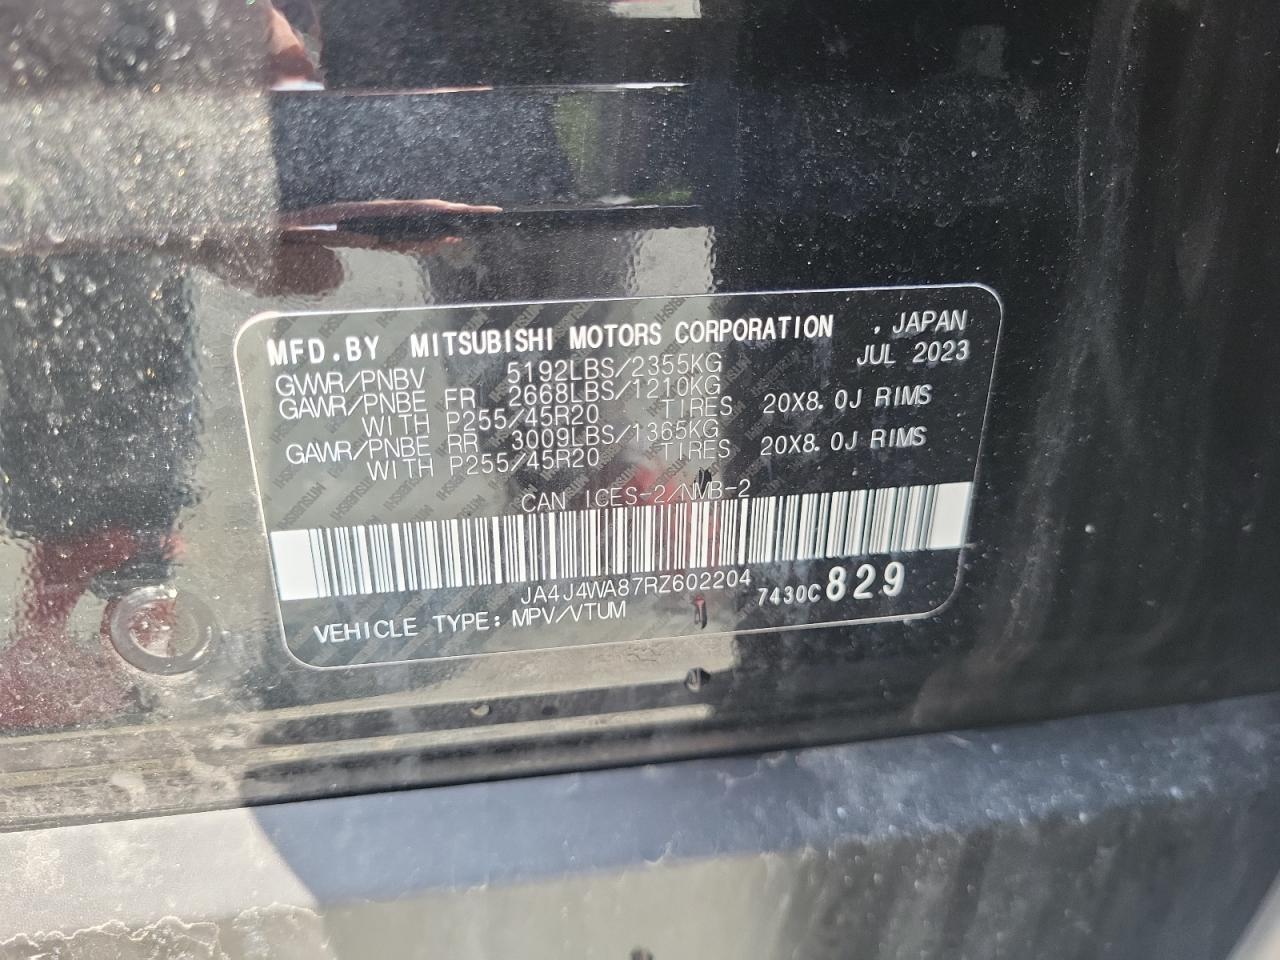 MFD.BY MITSUBISHI MOTORS CORPORATION , JAPAN
JUL 2023
GVWR/PNBV 5192LBS/2355KG
GAWR/PNBE FR 2668LBS/1210KG
WITH P255/45R20 TIRES 20X8.0J RIMS
GAWR/PNBE RR 3009LBS/1365KG
WITH P255/45R20 TIRES 20X8.0J RIMS
CAN ICES-2/NMB-2
JA4J4WA87RZ602204 7430C 829
VEHICLE TYPE: MPV/VTUM